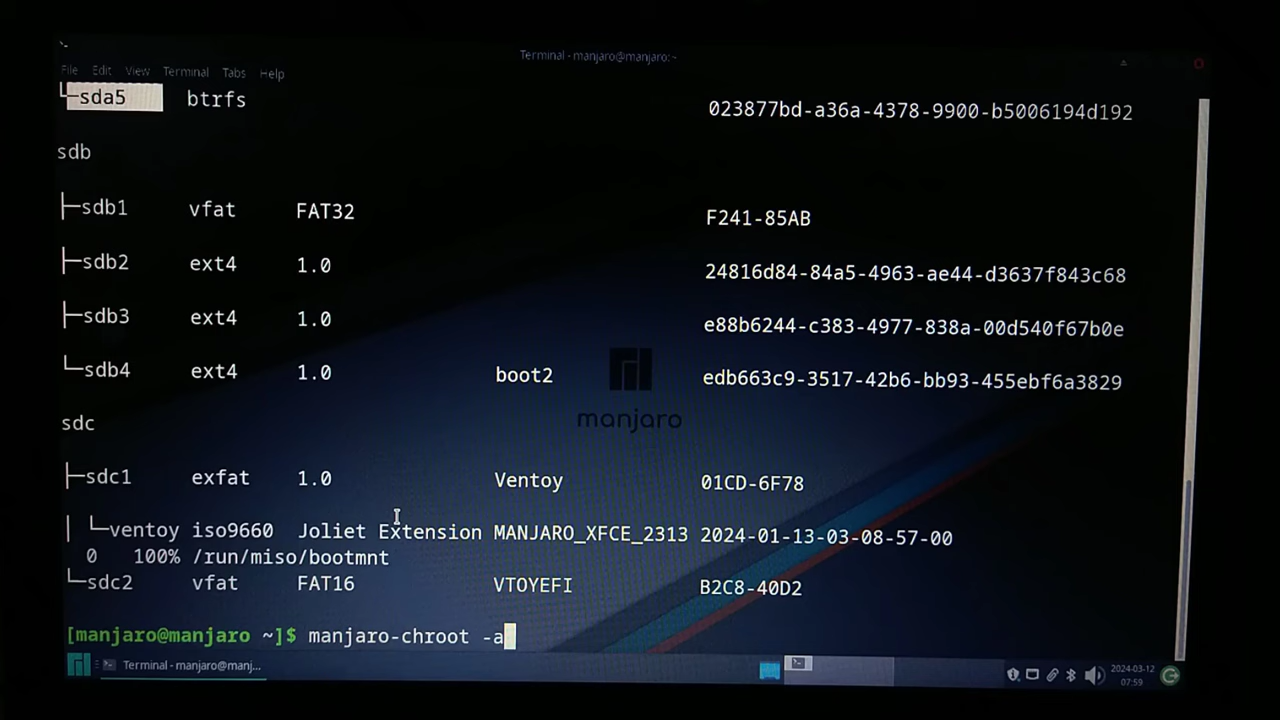 Terminal - manjaro@manjaro:~
File Edit View Terminal Tabs Help
└─sda5 btrfs 023877bd-a36a-4378-9900-b5006194d192
sdb
├─sdb1 vfat FAT32 F241-85AB
├─sdb2 ext4 1.0 24816d84-84a5-4963-ae44-d3637f843c68
├─sdb3 ext4 1.0 e88b6244-c383-4977-838a-00d540f67b0e
└─sdb4 ext4 1.0 boot2 edb663c9-3517-42b6-bb93-455ebf6a3829
manjaro
sdc
├─sdc1 exfat 1.0 Ventoy 01CD-6F78
│ └─ventoy iso9660 Joliet Extension MANJARO_XFCE_2313 2024-01-13-03-08-57-00
0 100% /run/miso/bootmnt
└─sdc2 vfat FAT16 VTOYEFI B2C8-40D2
[manjaro@manjaro ~]$ manjaro-chroot -a
Terminal - manjaro@manj...
2024-03-12
07:59